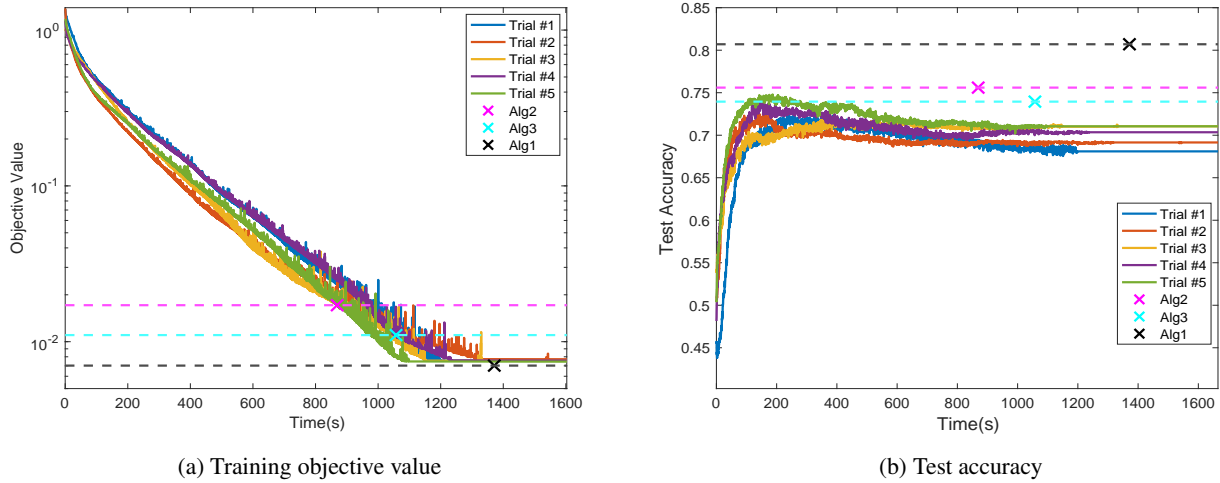 Objective Value
10^0
10^-1
10^-2
0 200 400 600 800 1000 1200 1400 1600
Time(s)
Trial #1
Trial #2
Trial #3
Trial #4
Trial #5
Alg2
Alg3
Alg1
(a) Training objective value
Test Accuracy
0.85
0.8
0.75
0.7
0.65
0.6
0.55
0.5
0.45
0 200 400 600 800 1000 1200 1400 1600
Time(s)
Trial #1
Trial #2
Trial #3
Trial #4
Trial #5
Alg2
Alg3
Alg1
(b) Test accuracy